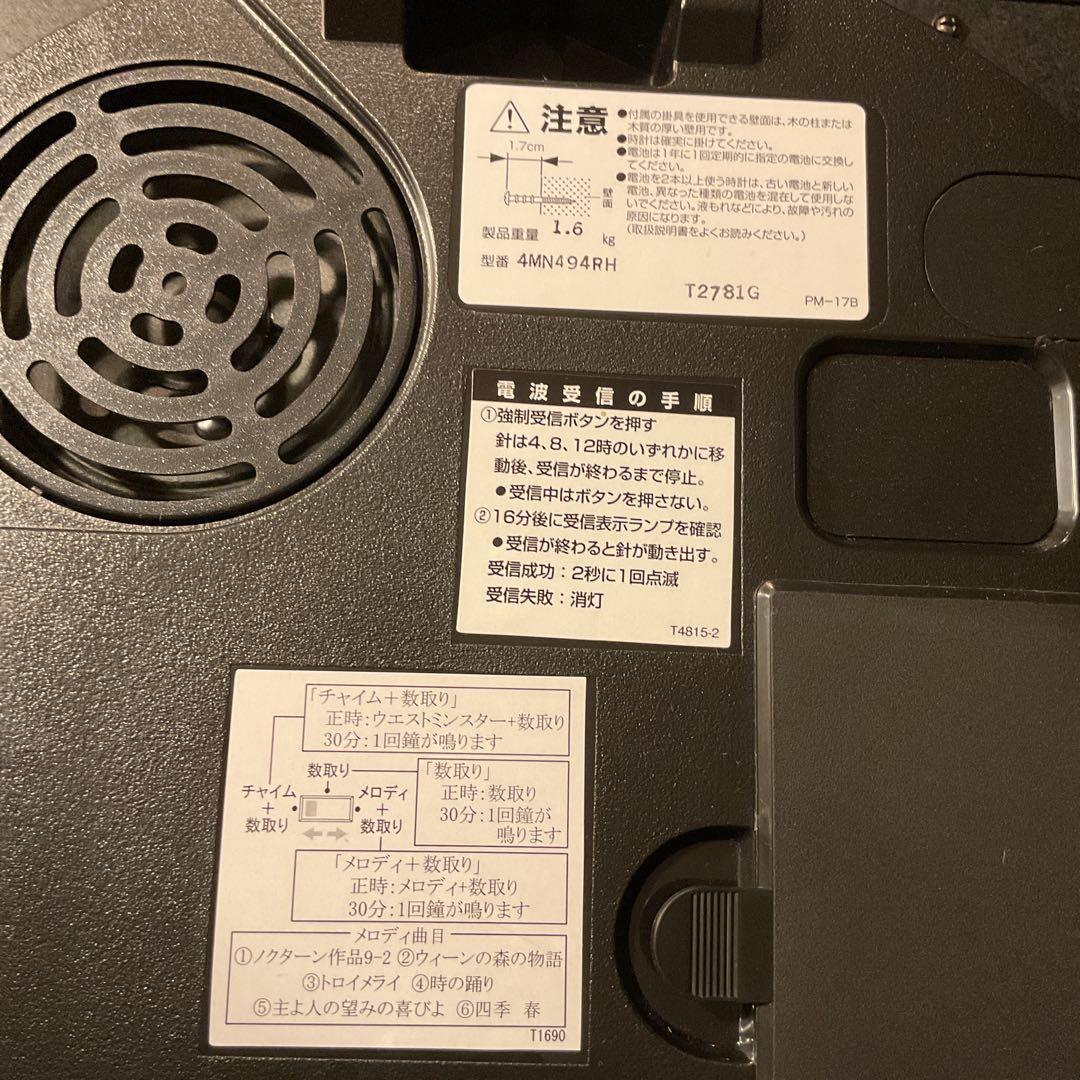 注意
●付属の掛具を使用できる壁面は、木の柱または
木質の厚い壁用です。
●時計は確実に掛けてください。
●電池は1年に1回定期的に指定の電池に交換し
てください。
●電池を2本以上使う時計は、古い電池と新しい
電池、異なった種類の電池を混在して使用しな
いでください。液もれなどにより、故障や汚れの
原因になります。
(取扱説明書をよくお読みください。)
1.7cm
壁面
製品重量 1.6 kg
型番 4MN494RH
T2781G
PM-17B
電波受信の手順
①強制受信ボタンを押す
針は4、8、12時のいずれかに移
動後、受信が終わるまで停止。
●受信中はボタンを押さない。
②16分後に受信表示ランプを確認
●受信が終わると針が動き出す。
受信成功：2秒に1回点滅
受信失敗：消灯
T4815-2
「チャイム＋数取り」
正時：ウエストミンスター+数取り
30分：1回鐘が鳴ります
数取り
チャイム
＋
数取り
メロディ
＋
数取り
「数取り」
正時：数取り
30分：1回鐘が
鳴ります
「メロディ＋数取り」
正時：メロディ+数取り
30分：1回鐘が鳴ります
メロディ曲目
①ノクターン作品9-2 ②ウィーンの森の物語
③トロイメライ ④時の踊り
⑤主よ人の望みの喜びよ ⑥四季 春
T1690